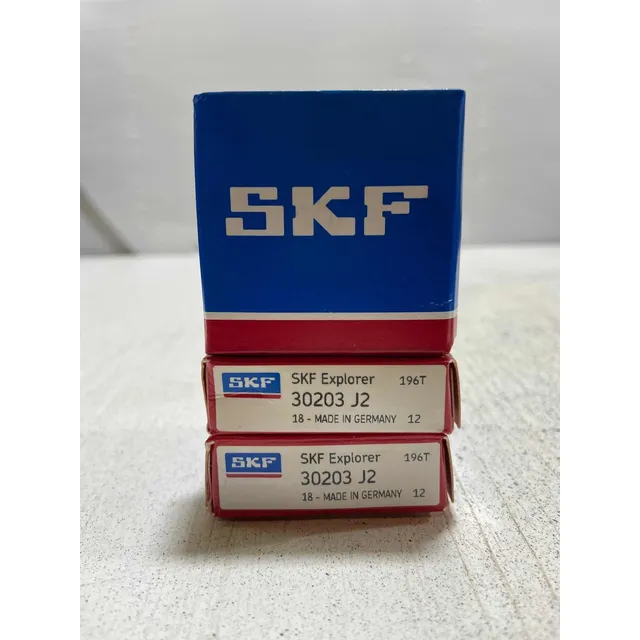 SKF
SKF
SKF Explorer 196T
30203 J2
18 - MADE IN GERMANY 12
SKF
SKF Explorer 196T
30203 J2
18 - MADE IN GERMANY 12